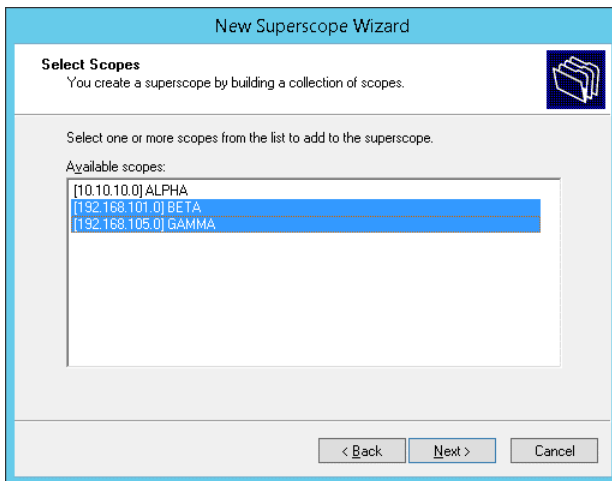 New Superscope Wizard
Select Scopes
You create a superscope by building a collection of scopes.
Select one or more scopes from the list to add to the superscope.
Available scopes:
[10.10.10.0] ALPHA
[192.168.101.0] BETA
[192.168.105.0] GAMMA
< Back Next > Cancel